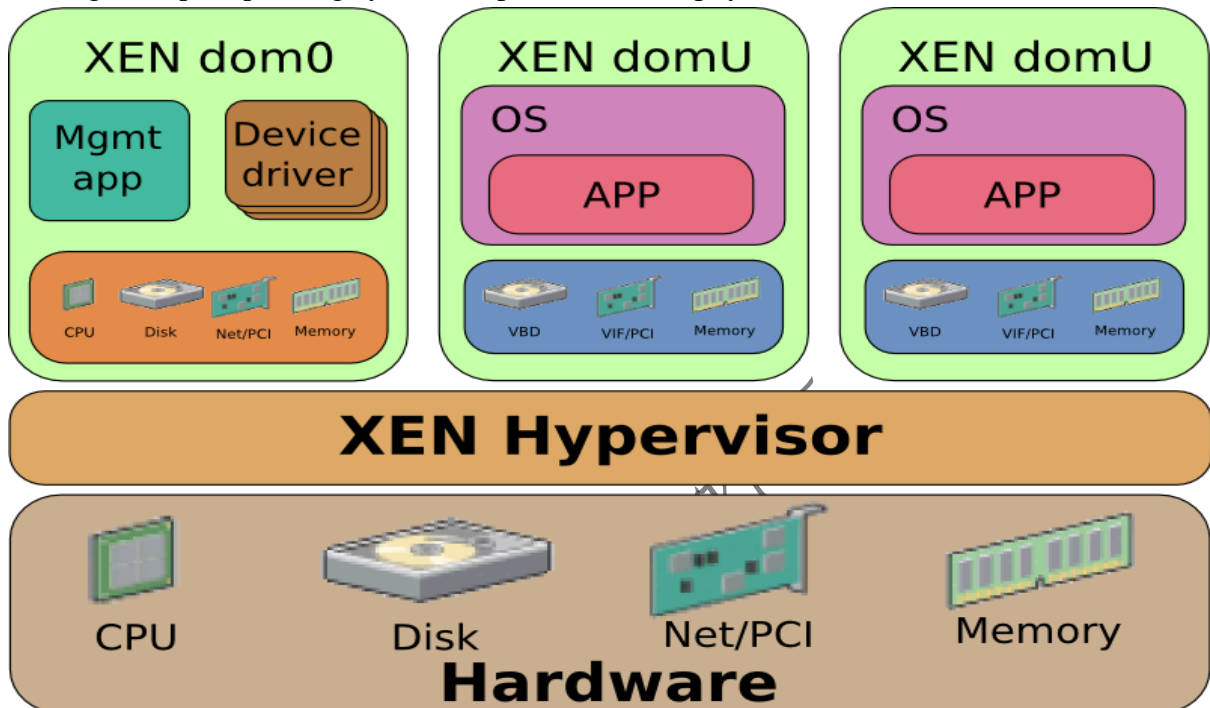 XEN dom0
Mgmt
app
Device
driver
CPU Disk Net/PCI Memory
XEN domU
OS
APP
VBD VIF/PCI Memory
XEN domU
OS
APP
VBD VIF/PCI Memory
XEN Hypervisor
CPU Disk Net/PCI Memory
Hardware